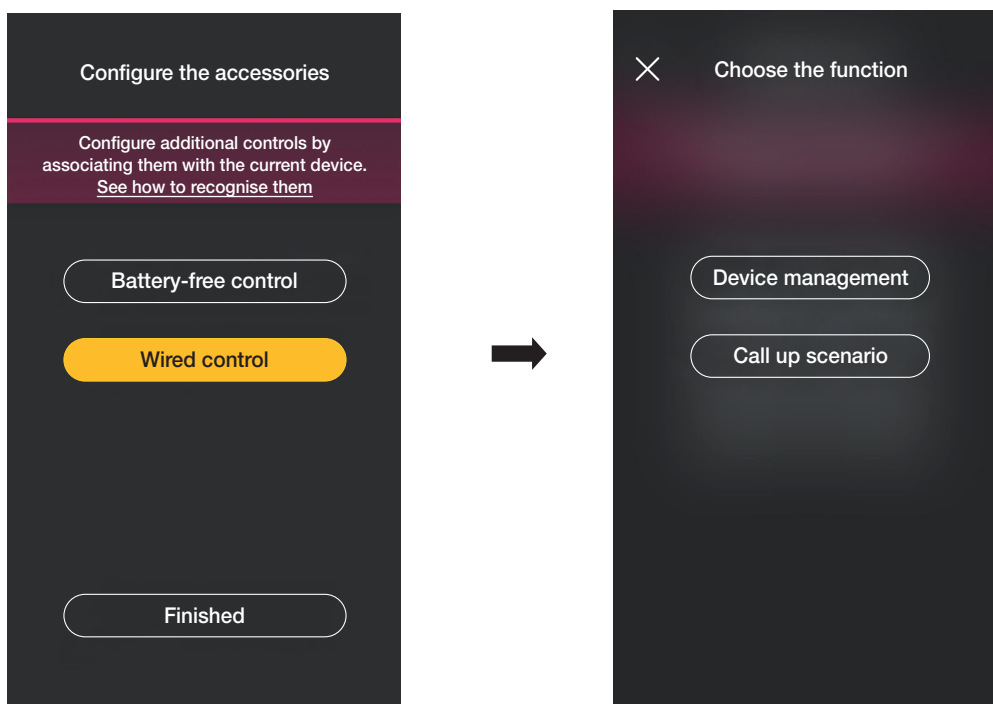 Configure the accessories
Configure additional controls by
associating them with the current device.
See how to recognise them
Battery-free control
Wired control
Finished
Choose the function
Device management
Call up scenario